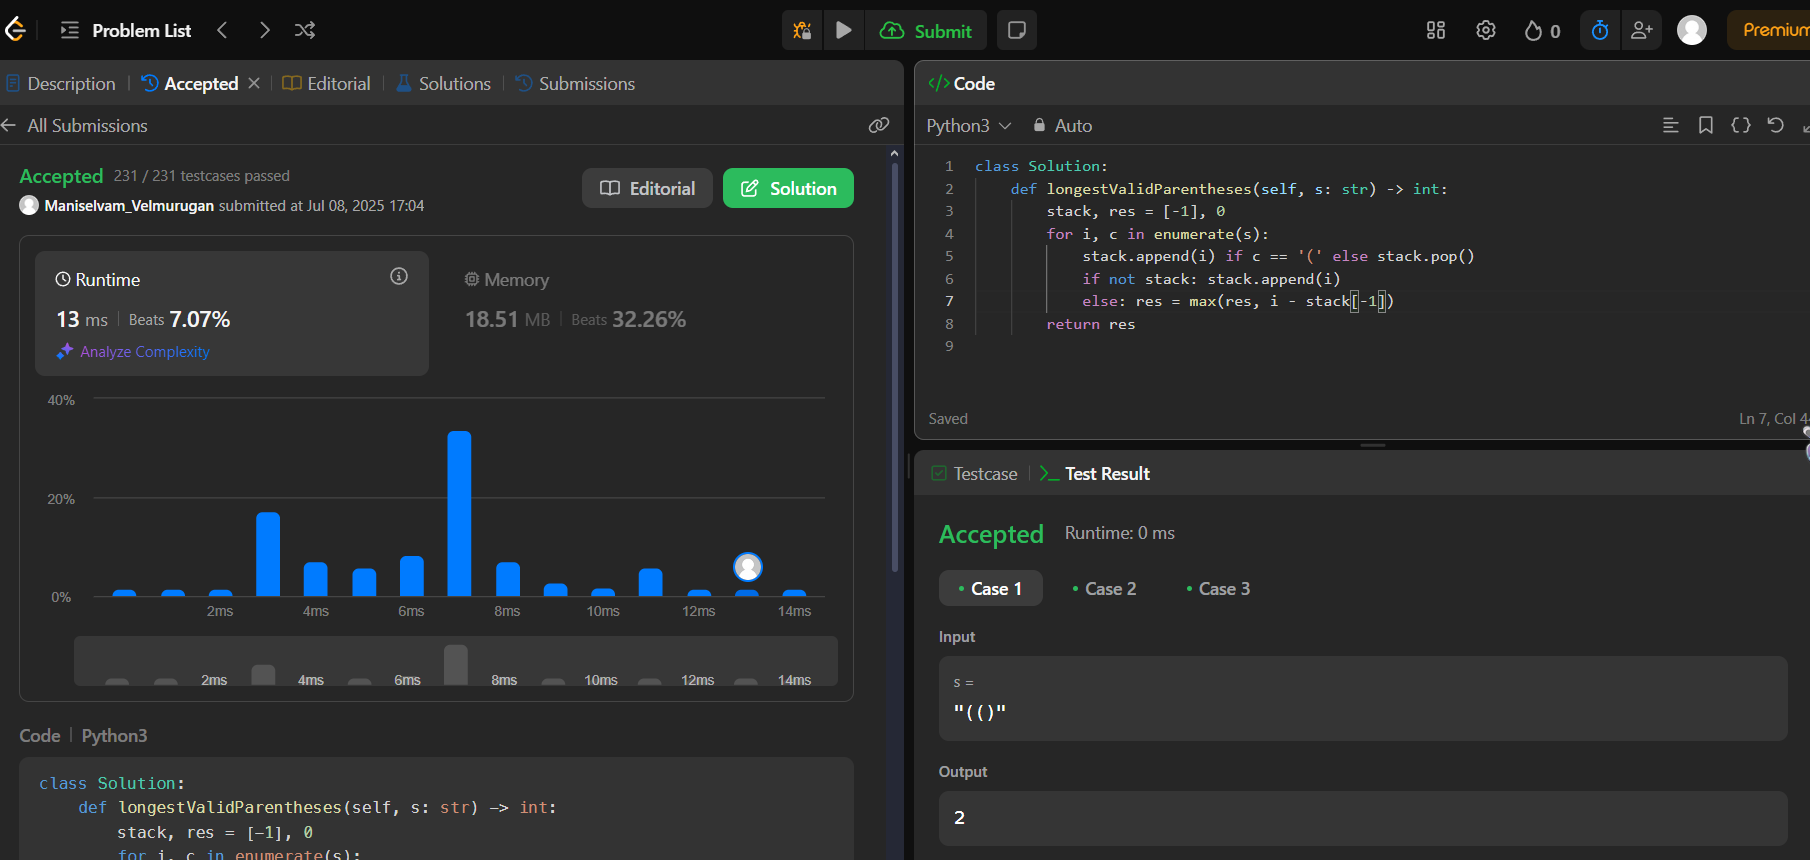 Problem List
Submit
0
Premium
Description
Accepted
Editorial
Solutions
Submissions
All Submissions
Accepted 231 / 231 testcases passed
Maniselvam_Velmurugan submitted at Jul 08, 2025 17:04
Editorial
Solution
Runtime
13 ms Beats 7.07%
Analyze Complexity
Memory
18.51 MB Beats 32.26%
40%
20%
0%
2ms 4ms 6ms 8ms 10ms 12ms 14ms
2ms 4ms 6ms 8ms 10ms 12ms 14ms
Code | Python3
class Solution:
def longestValidParentheses(self, s: str) -> int:
stack, res = [-1], 0
for i, c in enumerate(s):
</> Code
Python3 Auto
1 class Solution:
2 def longestValidParentheses(self, s: str) -> int:
3 stack, res = [-1], 0
4 for i, c in enumerate(s):
5 stack.append(i) if c == '(' else stack.pop()
6 if not stack: stack.append(i)
7 else: res = max(res, i - stack[-1])
8 return res
9
Saved
Ln 7, Col 4
Testcase
>_ Test Result
Accepted Runtime: 0 ms
Case 1
Case 2
Case 3
Input
s =
"(()"
Output
2